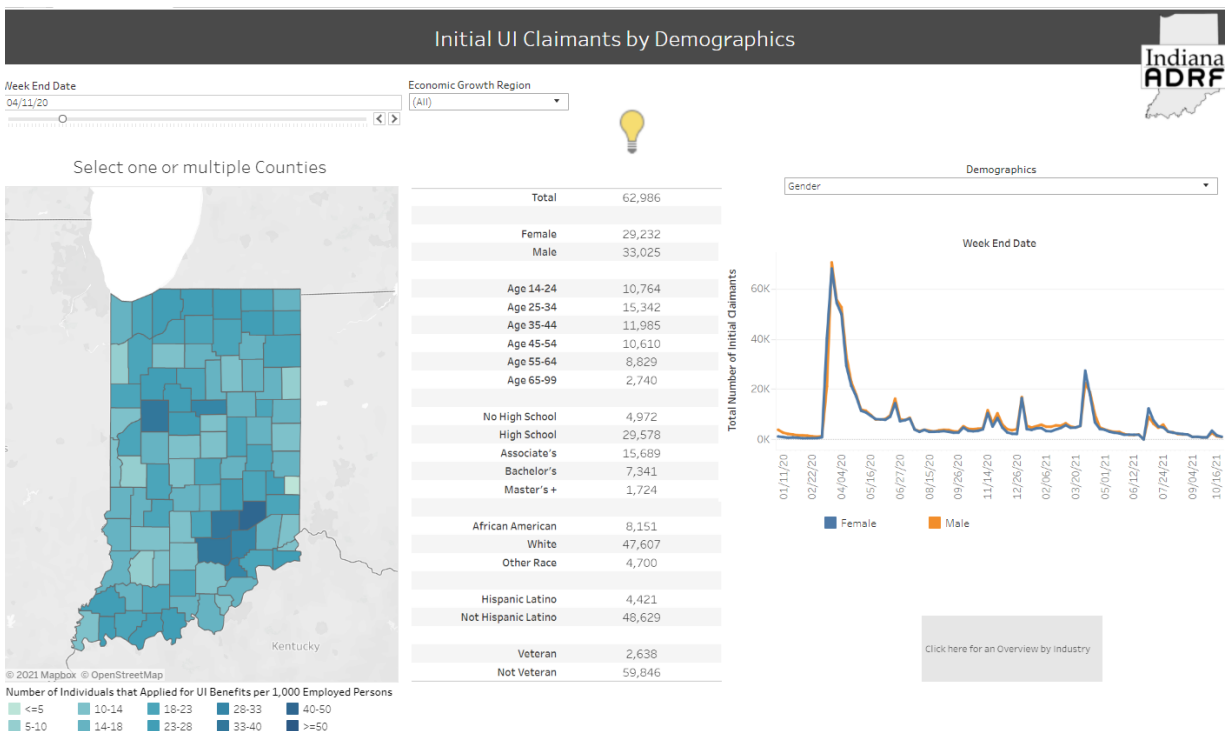 Initial UI Claimants by Demographics
Indiana
ADRF
Week End Date
04/11/20
Economic Growth Region
(All)
Select one or multiple Counties
Kentucky
© 2021 Mapbox © OpenStreetMap
Number of Individuals that Applied for UI Benefits per 1,000 Employed Persons
<=5 10-14 18-23 28-33 40-50
5-10 14-18 23-28 33-40 >=50
Total 62,986
Female 29,232
Male 33,025
Age 14-24 10,764
Age 25-34 15,342
Age 35-44 11,985
Age 45-54 10,610
Age 55-64 8,829
Age 65-99 2,740
No High School 4,972
High School 29,578
Associate's 15,689
Bachelor's 7,341
Master's + 1,724
African American 8,151
White 47,607
Other Race 4,700
Hispanic Latino 4,421
Not Hispanic Latino 48,629
Veteran 2,638
Not Veteran 59,846
Demographics
Gender
Week End Date
Total Number of Initial Claimants
60K
40K
20K
0K
01/11/20
02/22/20
04/04/20
05/16/20
06/27/20
08/15/20
09/26/20
11/14/20
12/26/20
02/06/21
03/20/21
05/01/21
06/12/21
07/24/21
09/04/21
10/16/21
Female Male
Click here for an Overview by Industry